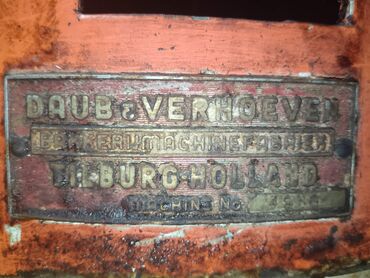 DAUB & VERHOEVEN
BAKKERIJMACHINEFABRIEK
TILBURG-HOLLAND
MACHINE NO.